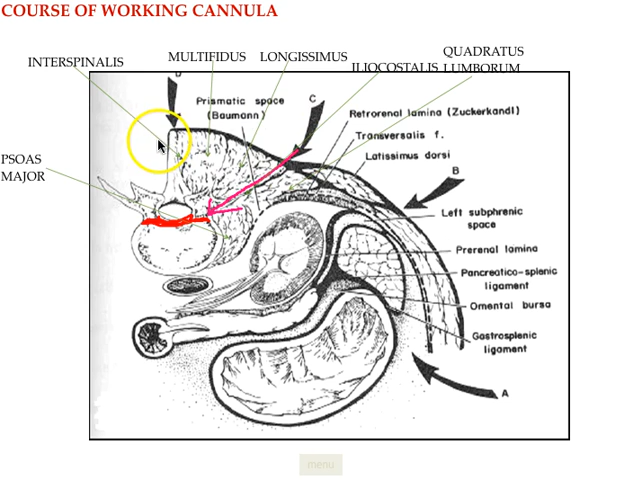 COURSE OF WORKING CANNULA
INTERSPINALIS
MULTIFIDUS
LONGISSIMUS
ILIOCOSTALIS
QUADRATUS
LUMBORUM
PSOAS
MAJOR
D
Prismatic space
(Baumann)
C
Retrorenal lamina (Zuckerkandl)
Transversalis f.
Latissimus dorsi
B
Left subphrenic
space
Prerenal lamina
Pancreatico-splenic
ligament
Omental bursa
Gastrosplenic
ligament
A
menu